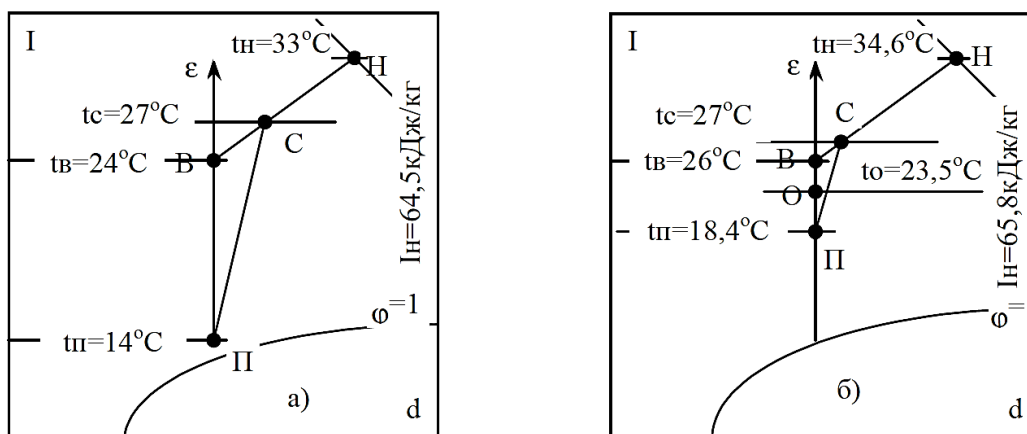 I
tн=33°C
Н
ε
tс=27°C
С
В
tв=24°C
Iн=64,5кДж/кг
φ=1
tп=14°C
П
а)
d
I
tн=34,6°C
Н
ε
tс=27°C
С
tв=26°C
В
tо=23,5°C
О
Iн=65,8кДж/кг
tп=18,4°C
П
φ=
б)
d